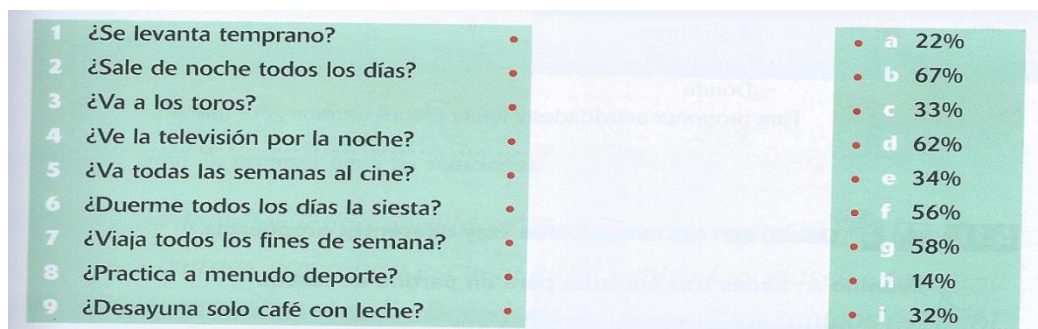 1 ¿Se levanta temprano?
2 ¿Sale de noche todos los días?
3 ¿Va a los toros?
4 ¿Ve la televisión por la noche?
5 ¿Va todas las semanas al cine?
6 ¿Duerme todos los días la siesta?
7 ¿Viaja todos los fines de semana?
8 ¿Practica a menudo deporte?
9 ¿Desayuna solo café con leche?
a 22%
b 67%
c 33%
d 62%
e 34%
f 56%
g 58%
h 14%
i 32%